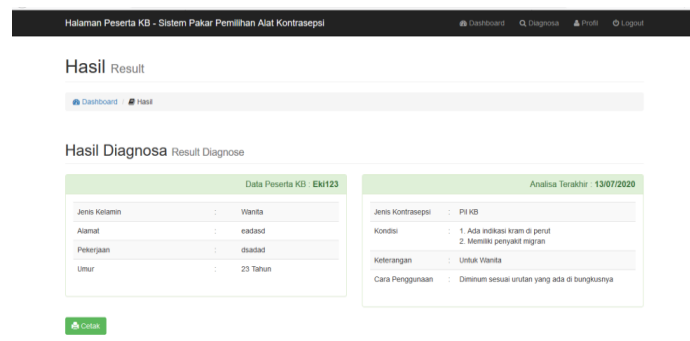 Halaman Peserta KB - Sistem Pakar Pemilihan Alat Kontrasepsi Dashboard Diagnosa Profil Logout
Hasil Result
Dashboard / Hasil
Hasil Diagnosa Result Diagnose
Data Peserta KB : Eki123
Jenis Kelamin : Wanita
Alamat : eadasd
Pekerjaan : dsadad
Umur : 23 Tahun
Analisa Terakhir : 13/07/2020
Jenis Kontrasepsi : Pil KB
Kondisi : 1. Ada indikasi kram di perut
2. Memiliki penyakit migran
Keterangan : Untuk Wanita
Cara Penggunaan : Diminum sesuai urutan yang ada di bungkusnya
Cetak